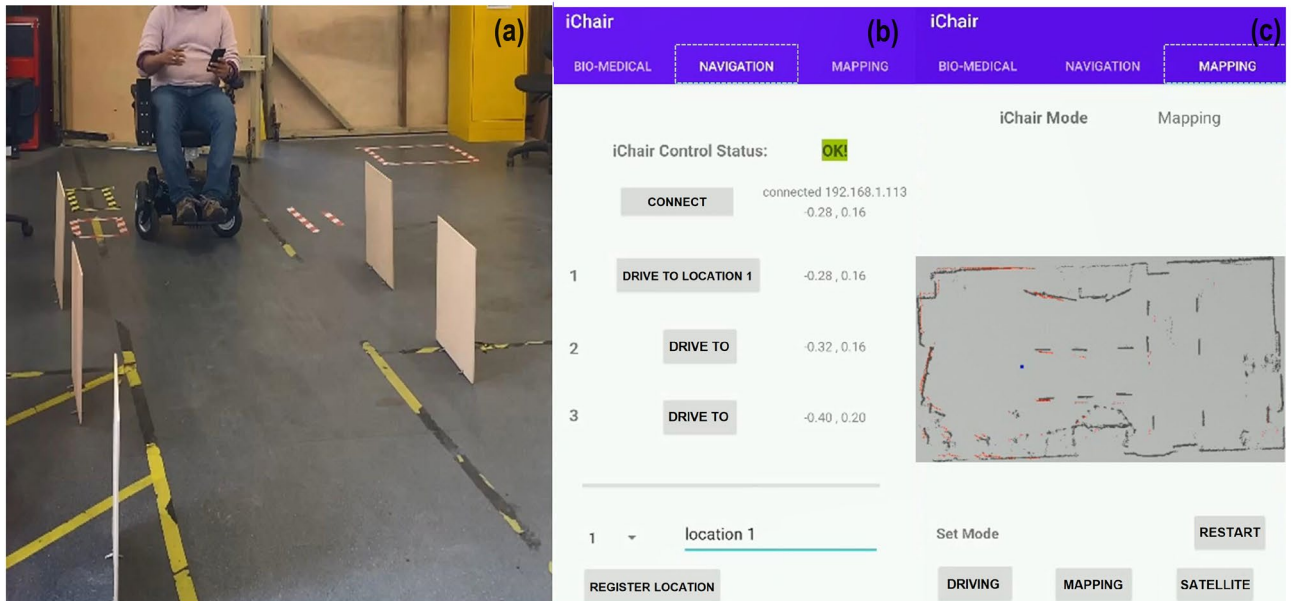 (a)
iChair
(b)
BIO-MEDICAL NAVIGATION MAPPING
iChair Control Status: OK!
CONNECT connected 192.168.1.113
-0.28 , 0.16
1 DRIVE TO LOCATION 1 -0.28 , 0.16
2 DRIVE TO -0.32 , 0.16
3 DRIVE TO -0.40 , 0.20
1 location 1
REGISTER LOCATION
iChair
(c)
BIO-MEDICAL NAVIGATION MAPPING
iChair Mode Mapping
Set Mode RESTART
DRIVING MAPPING SATELLITE